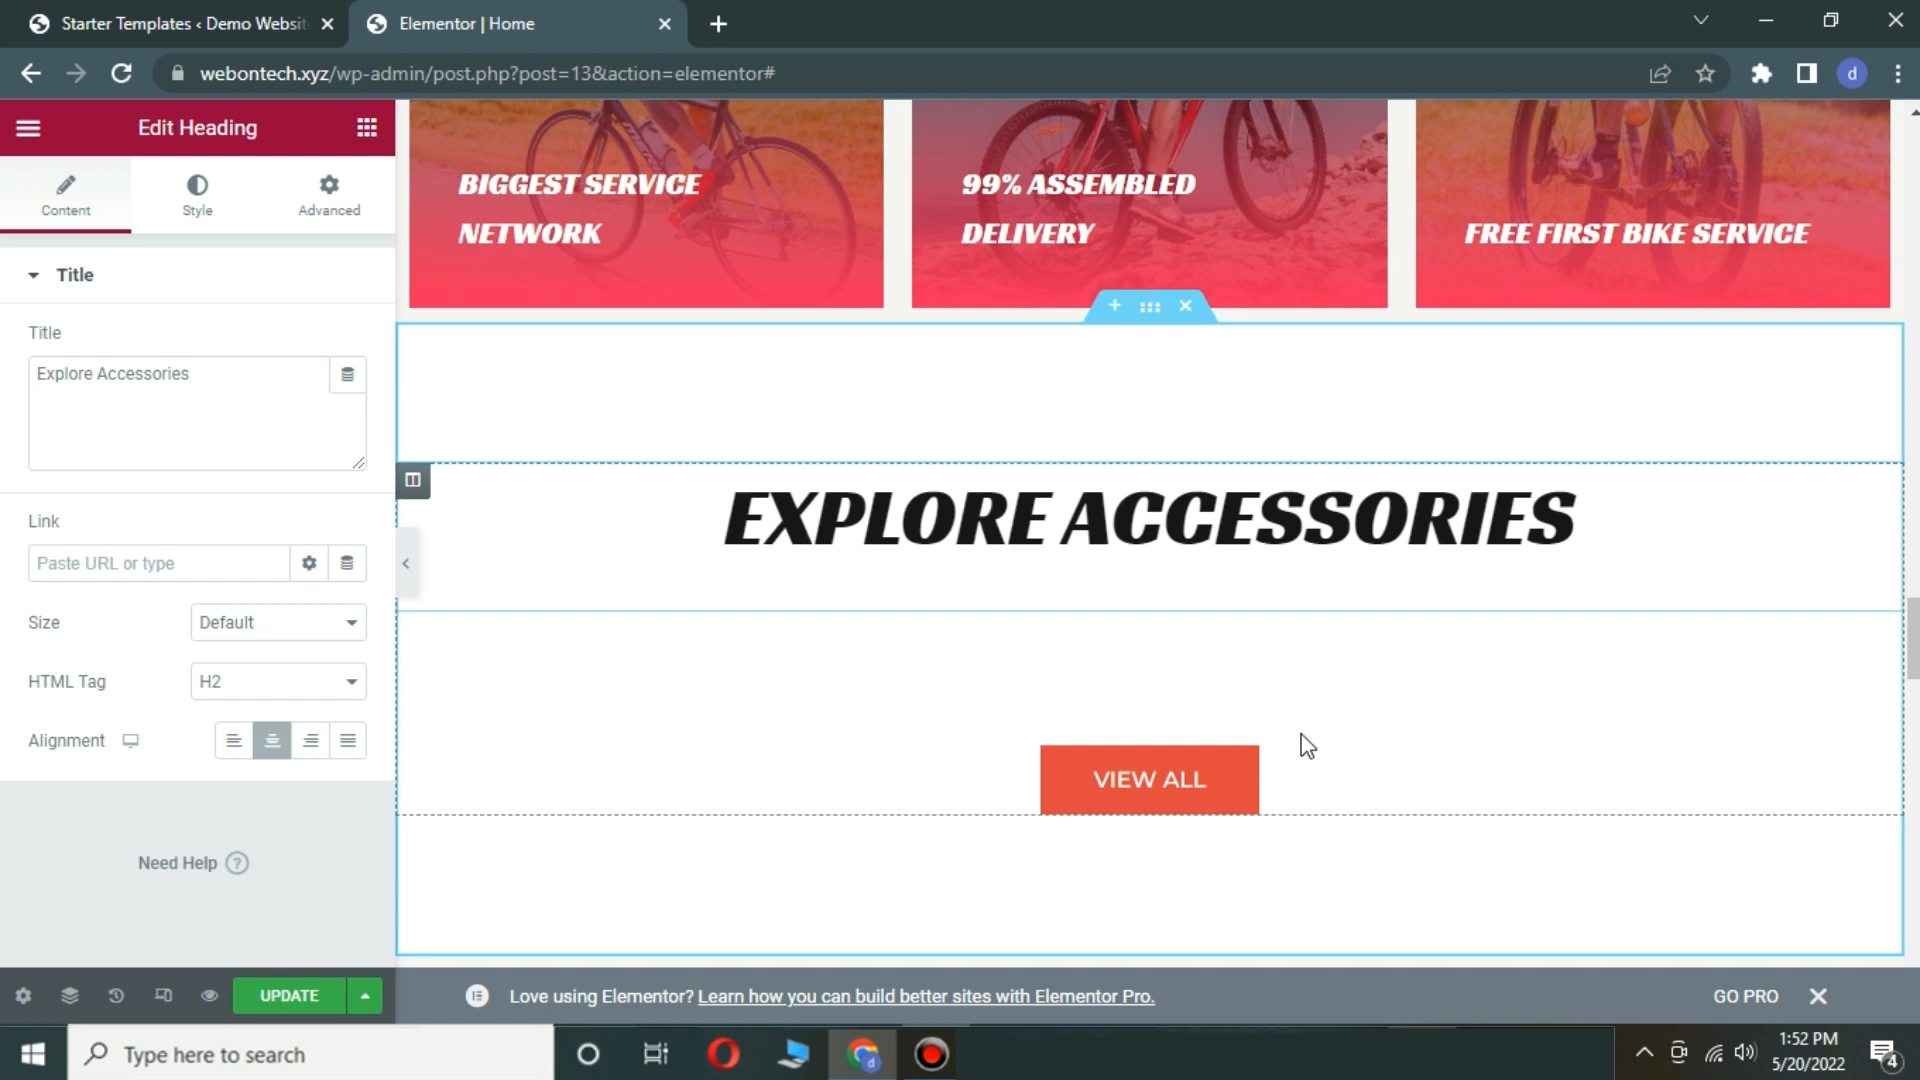 Starter Templates ‹ Demo Websit
Elementor | Home
webontech.xyz/wp-admin/post.php?post=13&action=elementor#
d
Edit Heading
Content
Style
Advanced
Title
Title
Explore Accessories
Link
Paste URL or type
Size
Default
HTML Tag
H2
Alignment
Need Help ?
UPDATE
BIGGEST SERVICE
NETWORK
99% ASSEMBLED
DELIVERY
FREE FIRST BIKE SERVICE
EXPLORE ACCESSORIES
VIEW ALL
Love using Elementor? Learn how you can build better sites with Elementor Pro.
GO PRO
Type here to search
d
1:52 PM
5/20/2022
4